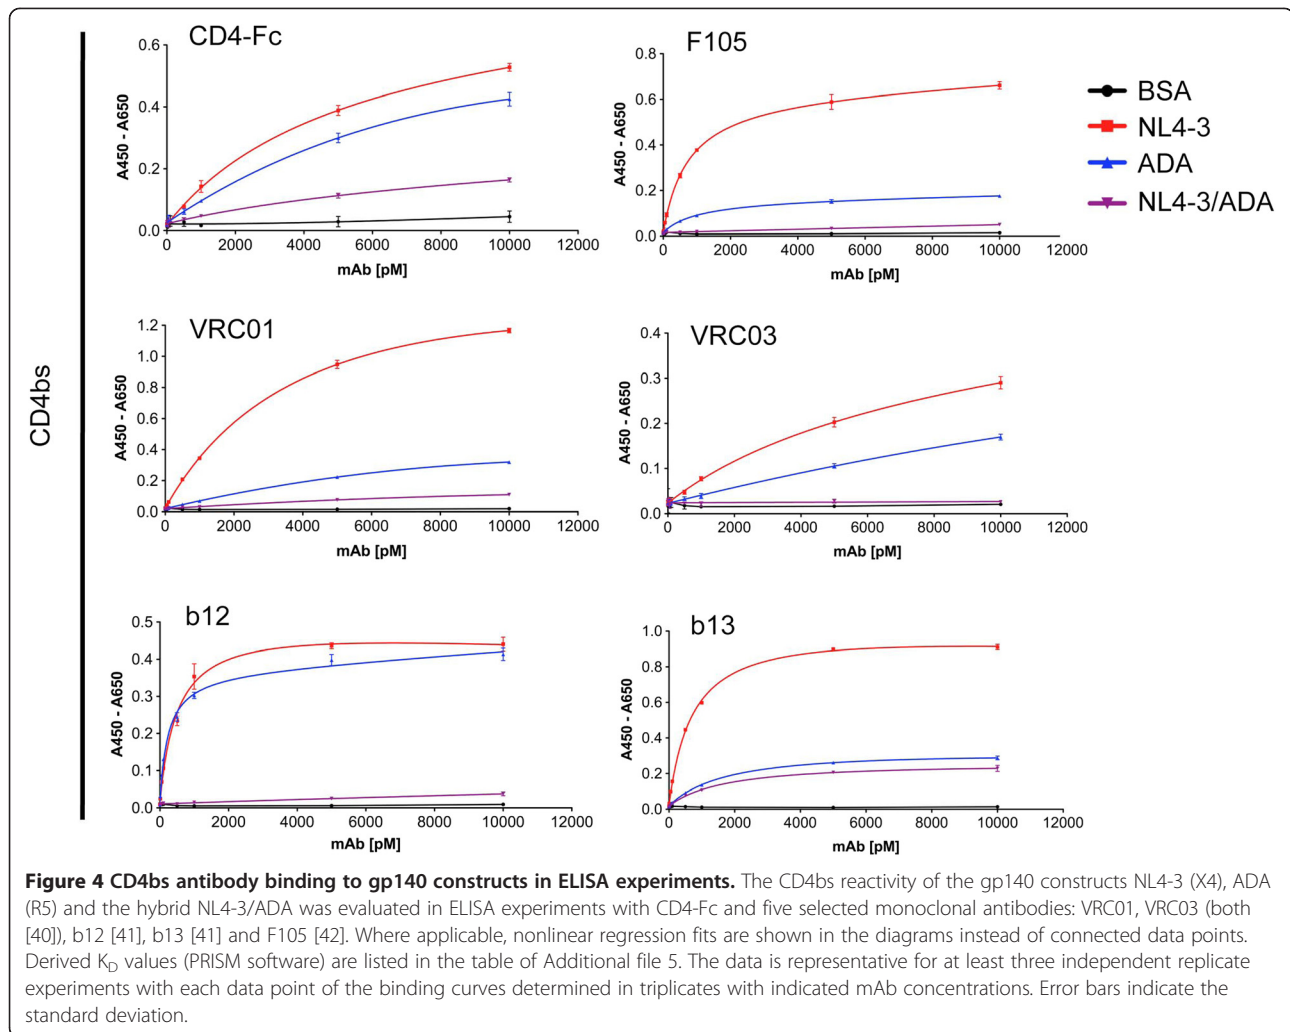 CD4bs
CD4-Fc
A450 - A650
0.6
0.4
0.2
0.0
0 2000 4000 6000 8000 10000 12000
mAb [pM]
F105
A450 - A650
0.8
0.6
0.4
0.2
0.0
0 2000 4000 6000 8000 10000 12000
mAb [pM]
BSA
NL4-3
ADA
NL4-3/ADA
VRC01
A450 - A650
1.2
1.0
0.8
0.6
0.4
0.2
0.0
0 2000 4000 6000 8000 10000 12000
mAb [pM]
VRC03
A450 - A650
0.4
0.3
0.2
0.1
0.0
0 2000 4000 6000 8000 10000 12000
mAb [pM]
b12
A450 - A650
0.5
0.4
0.3
0.2
0.1
0.0
0 2000 4000 6000 8000 10000 12000
mAb [pM]
b13
A450 - A650
1.0
0.8
0.6
0.4
0.2
0.0
0 2000 4000 6000 8000 10000 12000
mAb [pM]
Figure 4 CD4bs antibody binding to gp140 constructs in ELISA experiments. The CD4bs reactivity of the gp140 constructs NL4-3 (X4), ADA
(R5) and the hybrid NL4-3/ADA was evaluated in ELISA experiments with CD4-Fc and five selected monoclonal antibodies: VRC01, VRC03 (both
[40]), b12 [41], b13 [41] and F105 [42]. Where applicable, nonlinear regression fits are shown in the diagrams instead of connected data points.
Derived KD values (PRISM software) are listed in the table of Additional file 5. The data is representative for at least three independent replicate
experiments with each data point of the binding curves determined in triplicates with indicated mAb concentrations. Error bars indicate the
standard deviation.